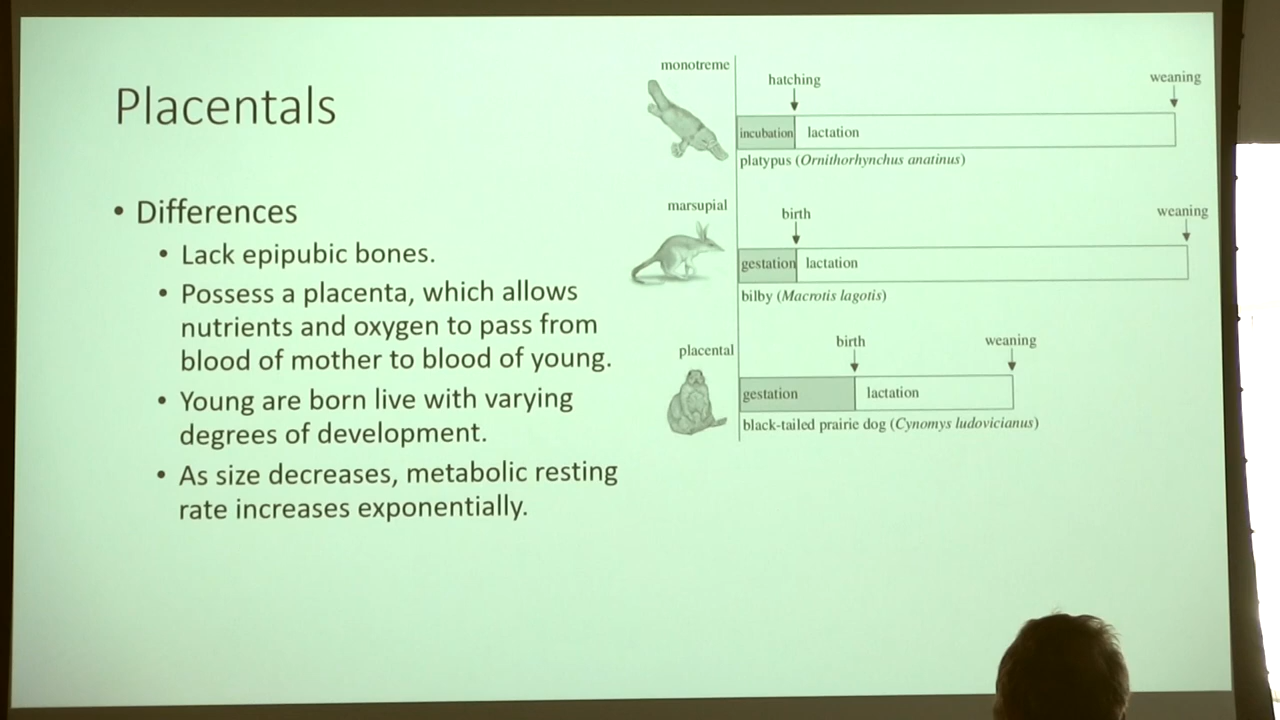 Placentals
• Differences
• Lack epipubic bones.
• Possess a placenta, which allows
nutrients and oxygen to pass from
blood of mother to blood of young.
• Young are born live with varying
degrees of development.
• As size decreases, metabolic resting
rate increases exponentially.
monotreme
hatching
weaning
incubation
lactation
platypus (Ornithorhynchus anatinus)
marsupial
birth
weaning
gestation
lactation
bilby (Macrotis lagotis)
placental
birth
weaning
gestation
lactation
black-tailed prairie dog (Cynomys ludovicianus)